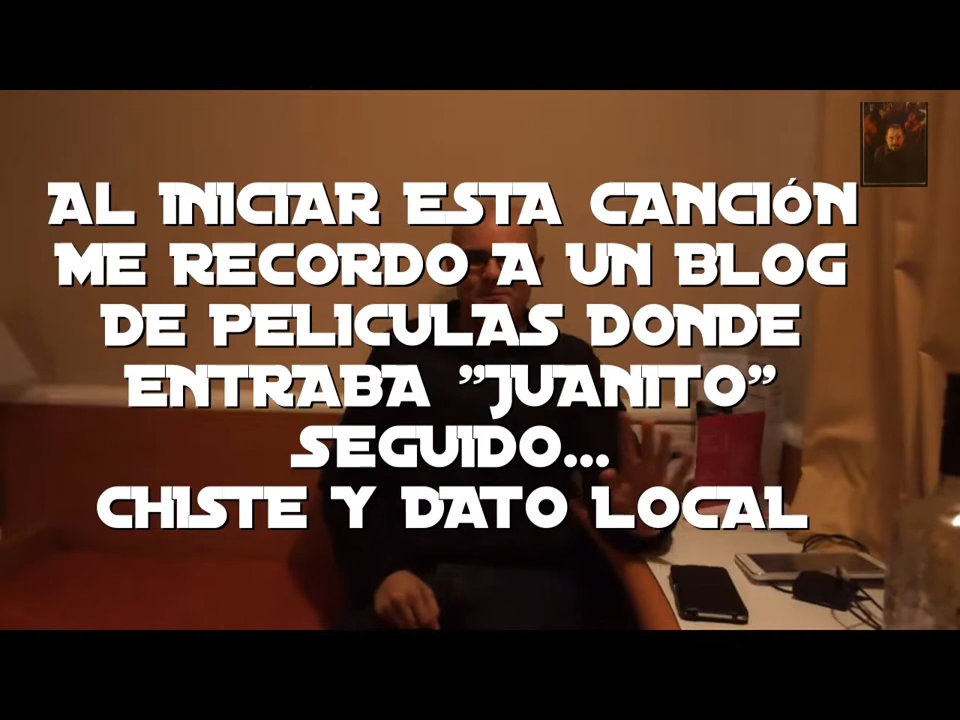 AL INICIAR ESTA CANCIÓN
ME RECORDO A UN BLOG
DE PELICULAS DONDE
ENTRABA "JUANITO"
SEGUIDO...
CHISTE Y DATO LOCAL